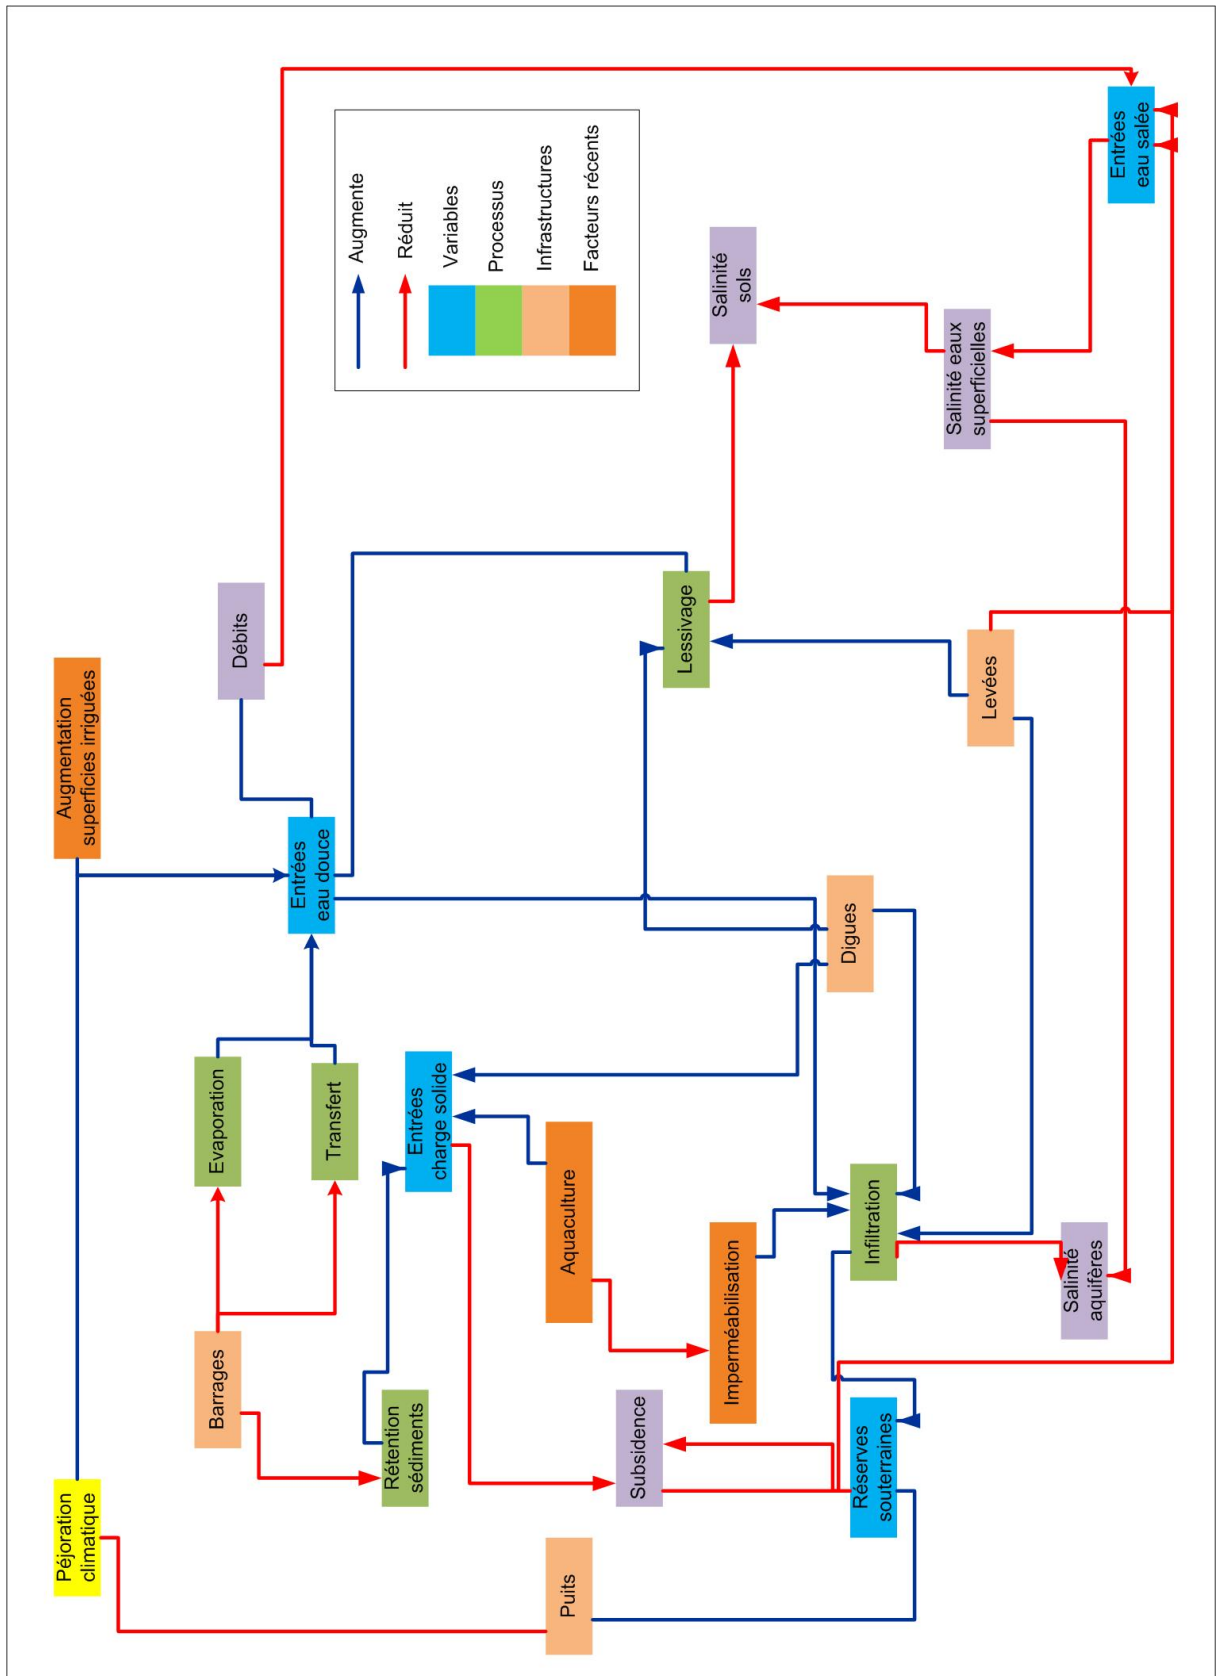 Péjoration
climatique
Augmentation
superficies irriguées
Barrages
Evaporation
Transfert
Débits
Entrées
eau douce
Rétention
sédiments
Entrées
charge solide
Puits
Subsidence
Aquaculture
Imperméabilisation
Lessivage
Digues
Réserves
souterraines
Infiltration
Levées
Salinité
aquifères
Salinité
sols
Salinité eaux
superficielles
Entrées
eau salée
Augmente
Réduit
Variables
Processus
Infrastructures
Facteurs récents